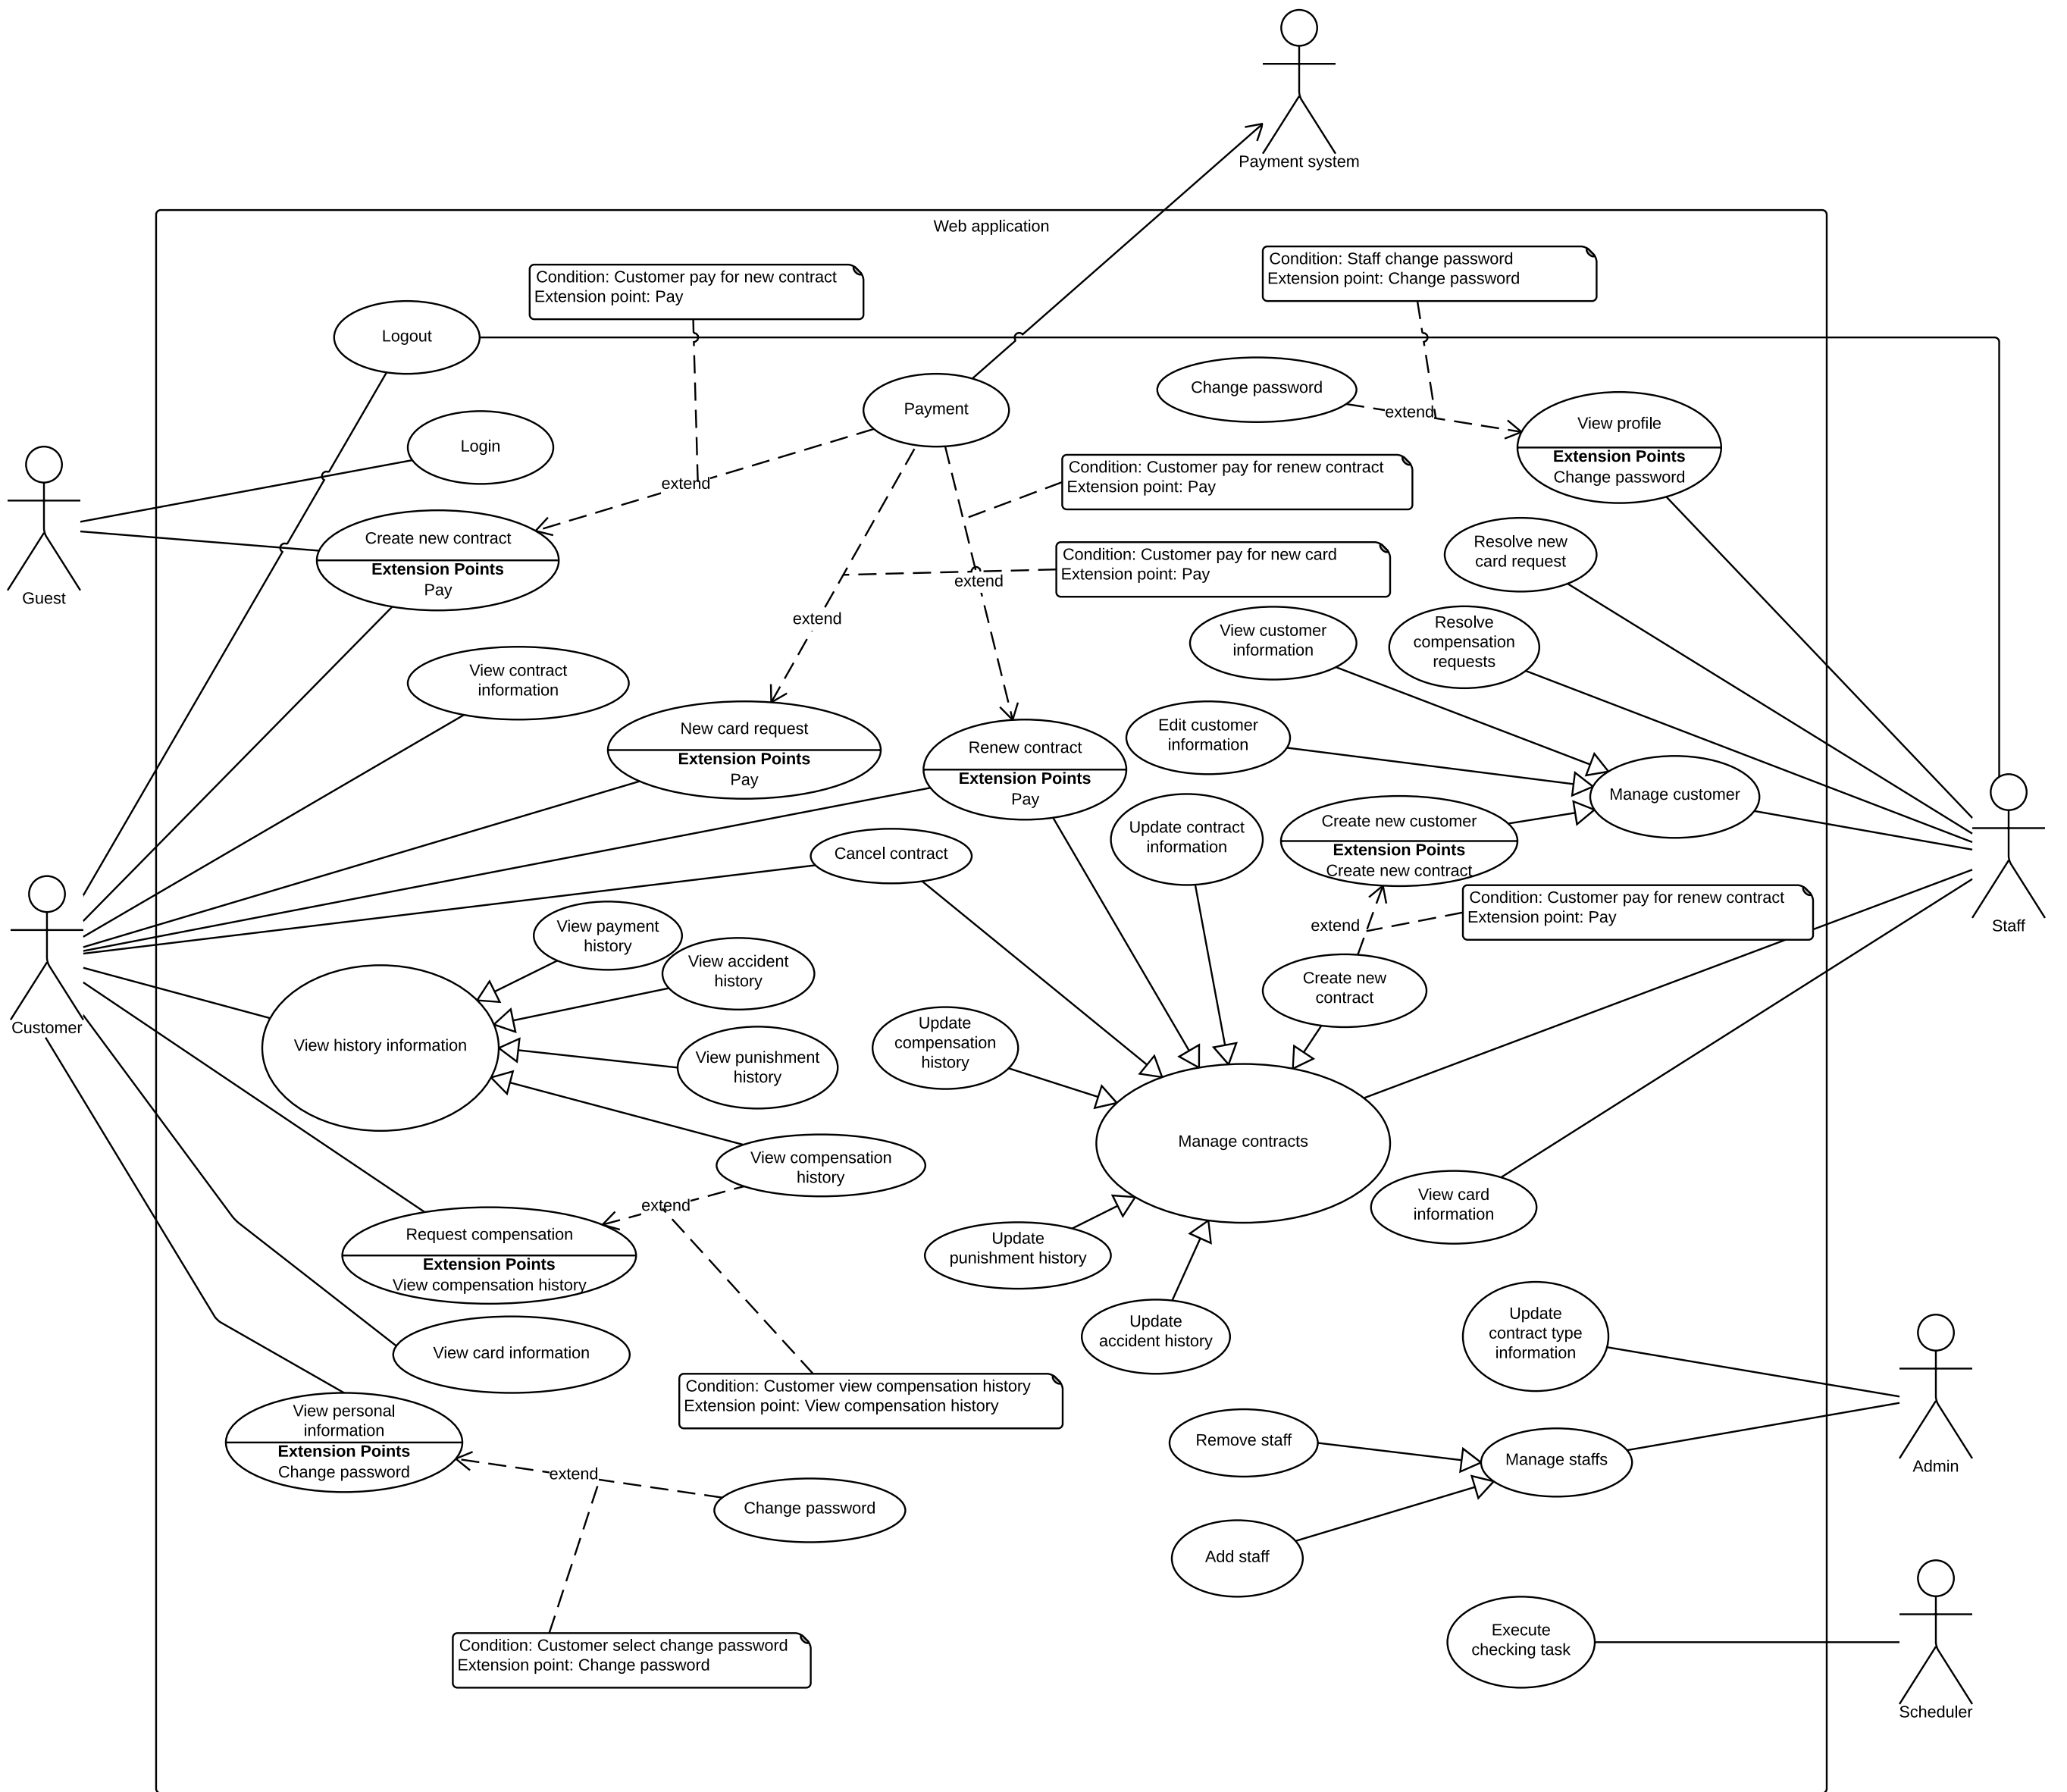 Payment system
Web application
Condition: Customer pay for new contract
Extension point: Pay
Condition: Staff change password
Extension point: Change password
Logout
Login
Payment
Change password
extend
View profile
Extension Points
Change password
Guest
extend
Create new contract
Extension Points
Pay
Condition: Customer pay for renew contract
Extension point: Pay
Condition: Customer pay for new card
Extension point: Pay
extend
extend
Resolve new
card request
Resolve
compensation
requests
View customer
information
View contract
information
New card request
Extension Points
Pay
Renew contract
Extension Points
Pay
Edit customer
information
Manage customer
Update contract
information
Create new customer
Extension Points
Create new contract
Cancel contract
Condition: Customer pay for renew contract
Extension point: Pay
extend
Staff
Customer
View payment
history
View accident
history
Create new
contract
View history information
View punishment
history
Update
compensation
history
Manage contracts
View compensation
history
extend
View card
information
Request compensation
Extension Points
View compensation history
Update
punishment history
Update
accident history
View card information
Condition: Customer view compensation history
Extension point: View compensation history
Update
contract type
information
View personal
information
Extension Points
Change password
extend
Change password
Remove staff
Manage staffs
Admin
Add staff
Condition: Customer select change password
Extension point: Change password
Execute
checking task
Scheduler